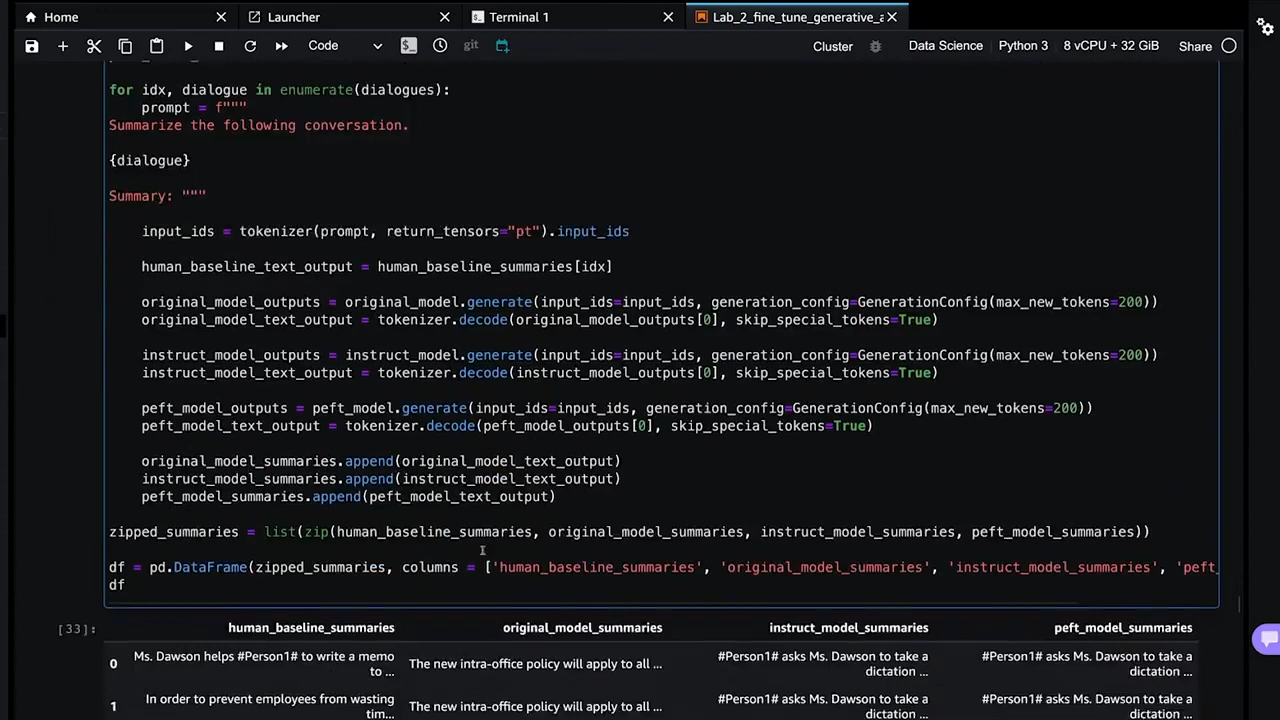 Home
Launcher
Terminal 1
Lab_2_fine_tune_generative_a
Code
git
Cluster
Data Science
Python 3
8 vCPU + 32 GiB
Share
for idx, dialogue in enumerate(dialogues):
prompt = f"""
Summarize the following conversation.
{dialogue}
Summary: """
input_ids = tokenizer(prompt, return_tensors="pt").input_ids
human_baseline_text_output = human_baseline_summaries[idx]
original_model_outputs = original_model.generate(input_ids=input_ids, generation_config=GenerationConfig(max_new_tokens=200))
original_model_text_output = tokenizer.decode(original_model_outputs[0], skip_special_tokens=True)
instruct_model_outputs = instruct_model.generate(input_ids=input_ids, generation_config=GenerationConfig(max_new_tokens=200))
instruct_model_text_output = tokenizer.decode(instruct_model_outputs[0], skip_special_tokens=True)
peft_model_outputs = peft_model.generate(input_ids=input_ids, generation_config=GenerationConfig(max_new_tokens=200))
peft_model_text_output = tokenizer.decode(peft_model_outputs[0], skip_special_tokens=True)
original_model_summaries.append(original_model_text_output)
instruct_model_summaries.append(instruct_model_text_output)
peft_model_summaries.append(peft_model_text_output)
zipped_summaries = list(zip(human_baseline_summaries, original_model_summaries, instruct_model_summaries, peft_model_summaries))
df = pd.DataFrame(zipped_summaries, columns = ['human_baseline_summaries', 'original_model_summaries', 'instruct_model_summaries', 'peft_
df
[33]:
human_baseline_summaries original_model_summaries instruct_model_summaries peft_model_summaries
0 Ms. Dawson helps #Person1# to write a memo to ... The new intra-office policy will apply to all ... #Person1# asks Ms. Dawson to take a dictation ... #Person1# asks Ms. Dawson to take a dictation ...
1 In order to prevent employees from wasting tim... The new intra-office policy will apply to all ... #Person1# asks Ms. Dawson to take a dictation ... #Person1# asks Ms. Dawson to take a dictation ...